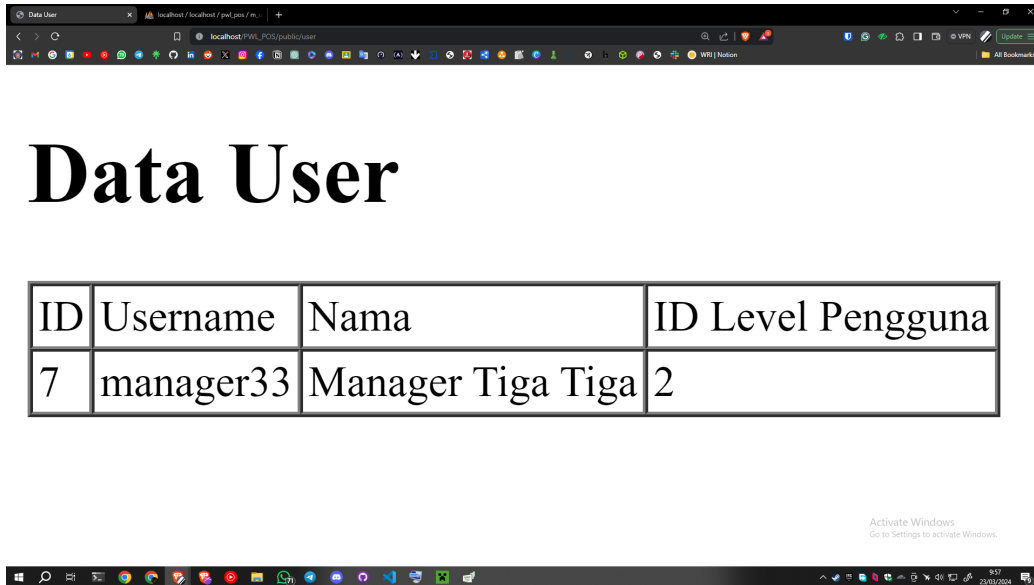 Data User
localhost / localhost / pwl_pos / m_u
localhost/PWL_POS/public/user
VPN
Update
WRI | Notion
All Bookmarks
Data User
ID Username Nama ID Level Pengguna
7 manager33 Manager Tiga Tiga 2
Activate Windows
Go to Settings to activate Windows.
9:57
23/03/2024